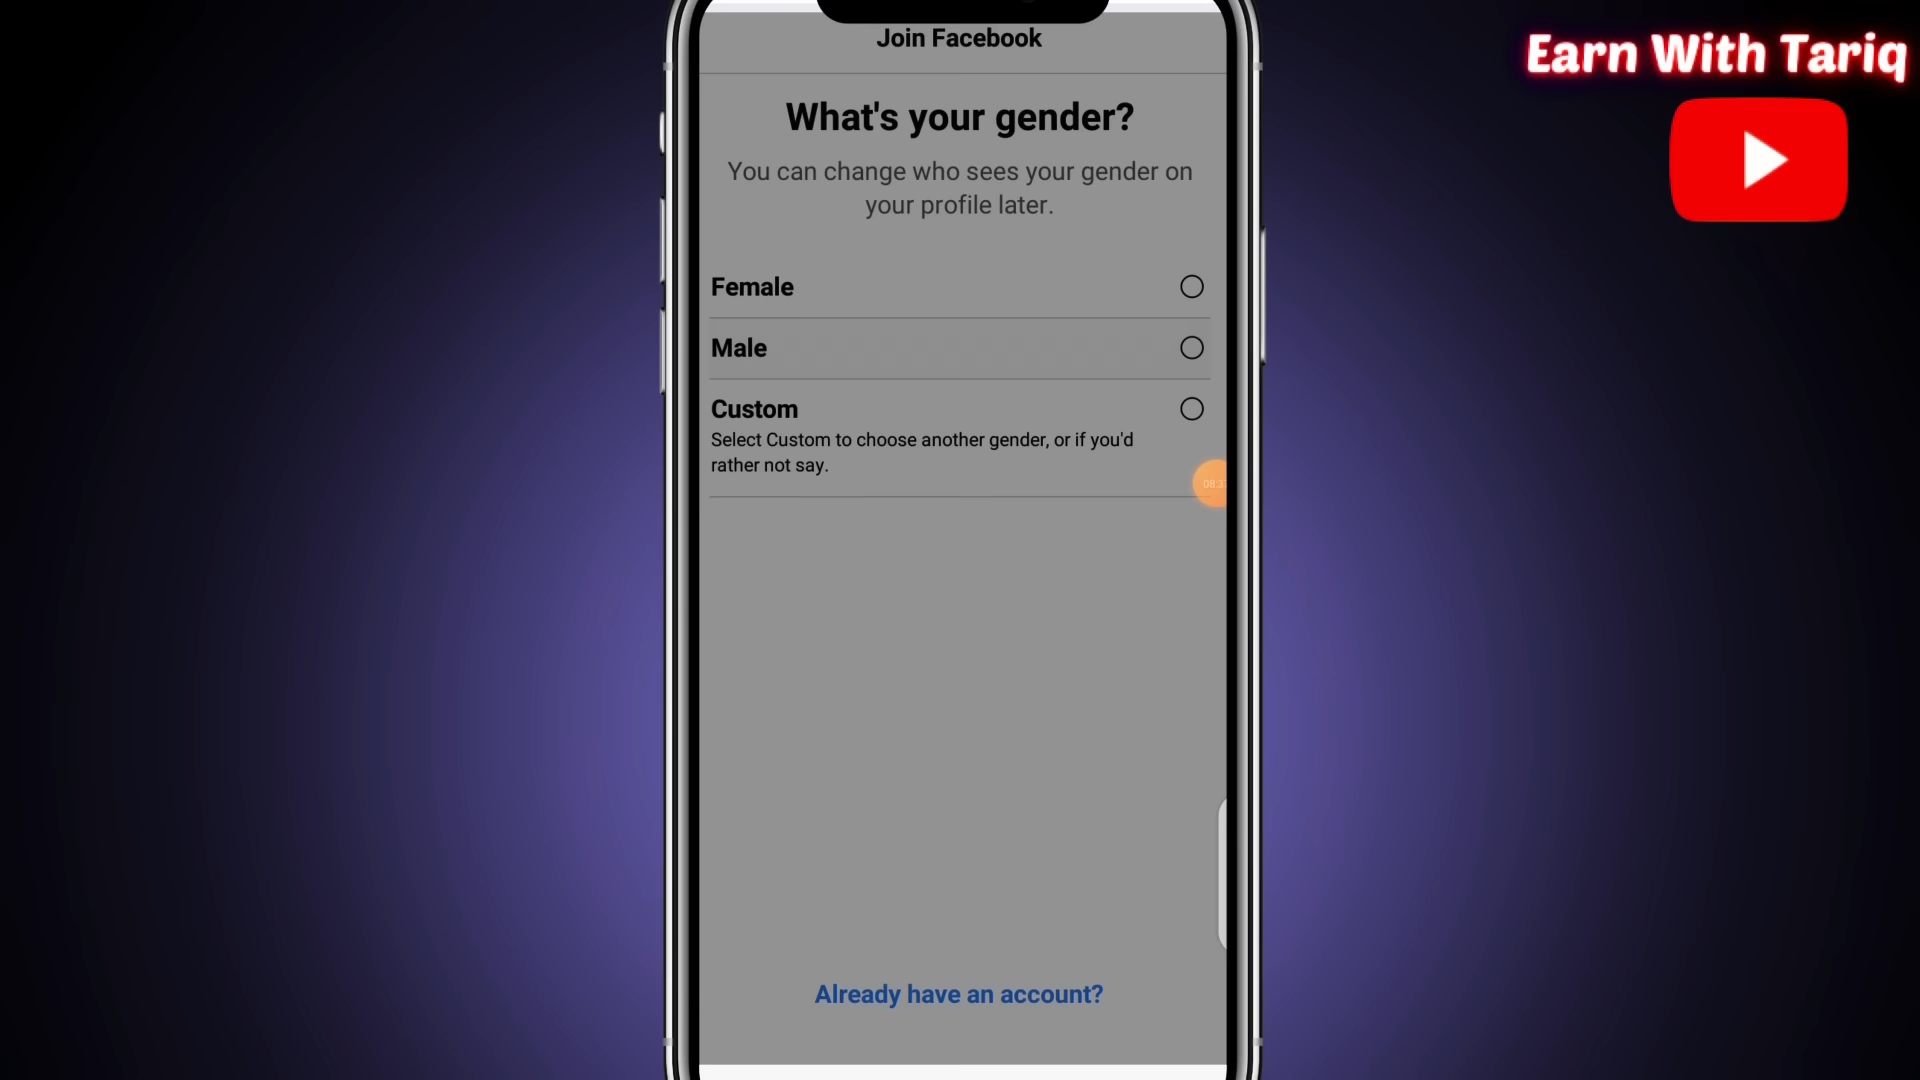 Join Facebook
Earn With Tariq
What's your gender?
You can change who sees your gender on
your profile later.
Female
Male
Custom
Select Custom to choose another gender, or if you'd
rather not say.
Already have an account?